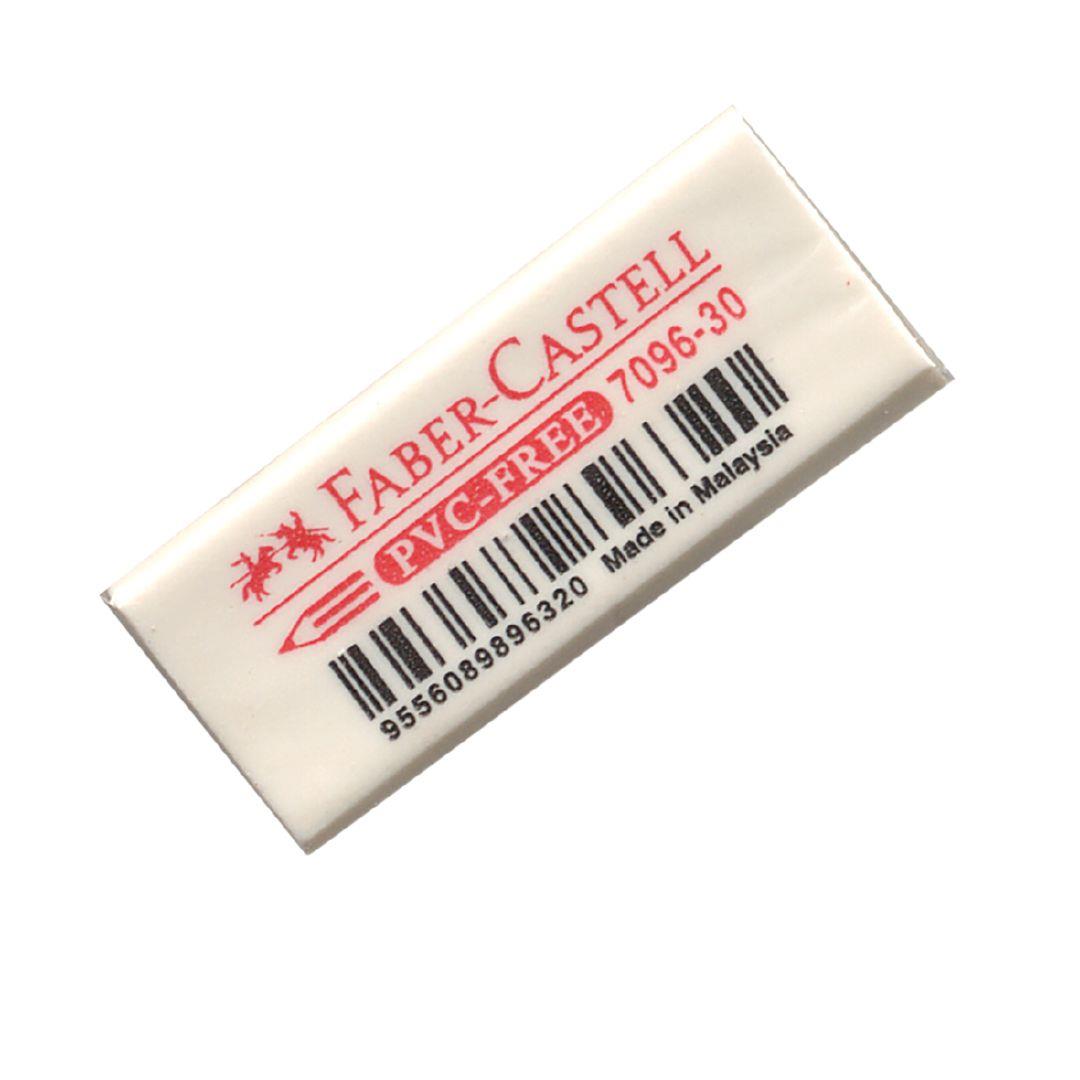 FABER-CASTELL
PVC-FREE 7096-30
9556089896320 Made in Malaysia